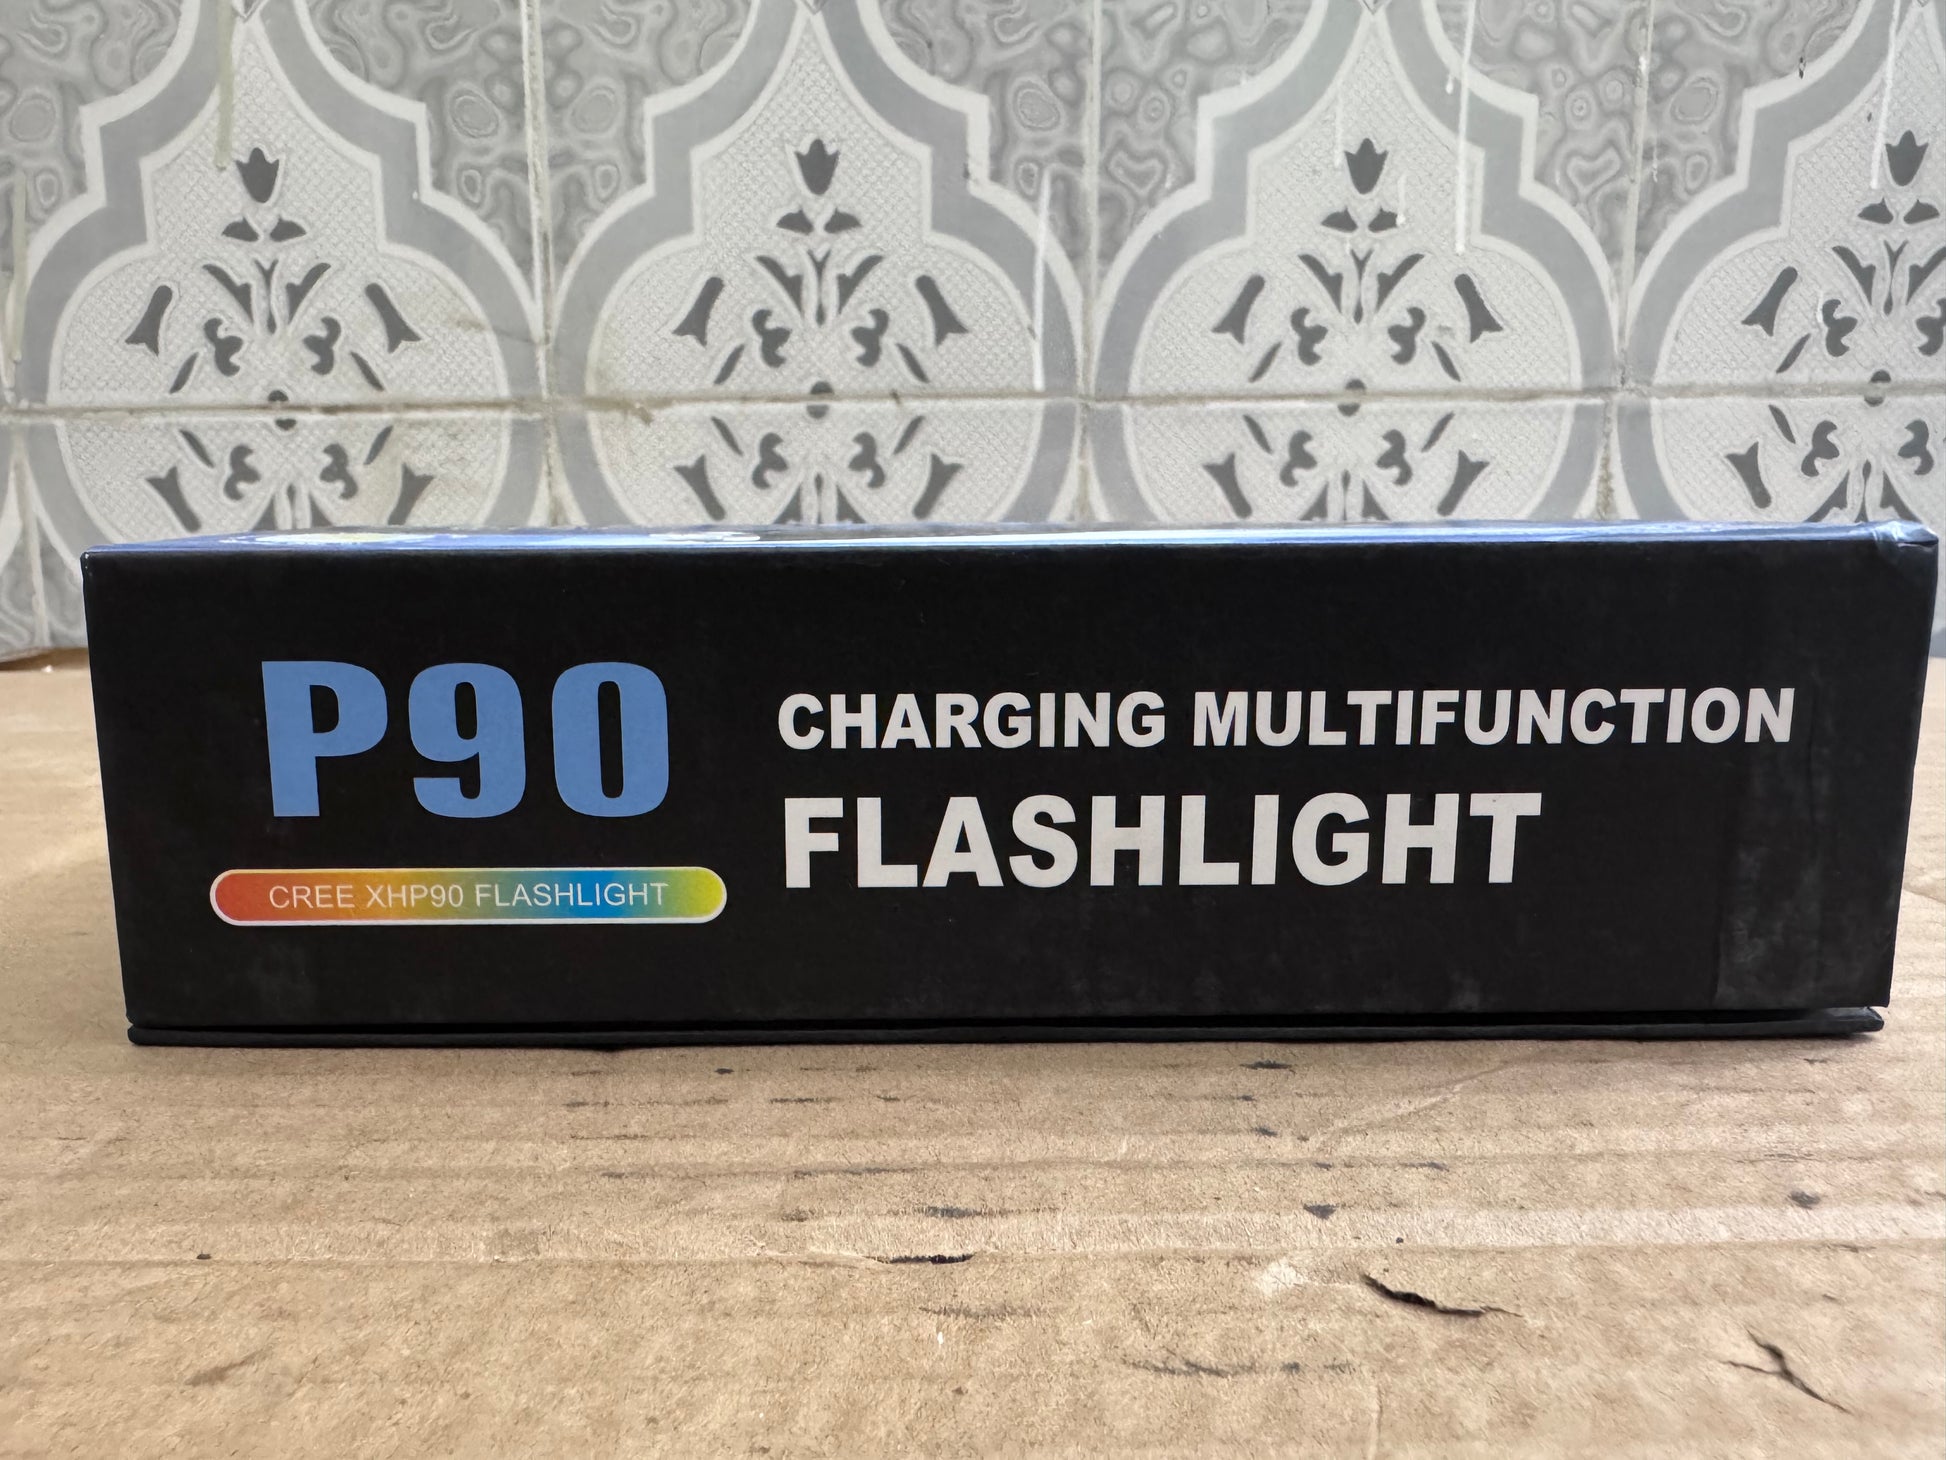 P90
CREE XHP90 FLASHLIGHT
CHARGING MULTIFUNCTION
FLASHLIGHT